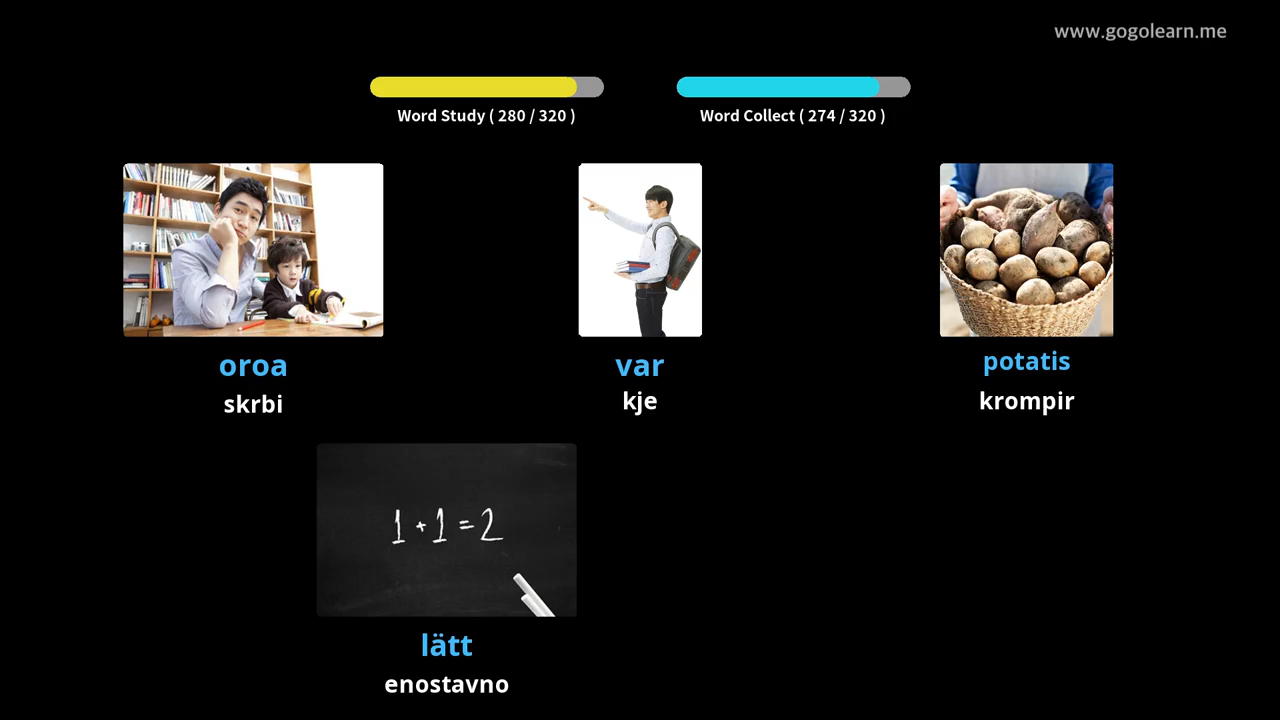 www.gogolearn.me
Word Study ( 280 / 320 )
Word Collect ( 274 / 320 )
oroa
skrbi
var
kje
potatis
krompir
1 + 1 = 2
lätt
enostavno